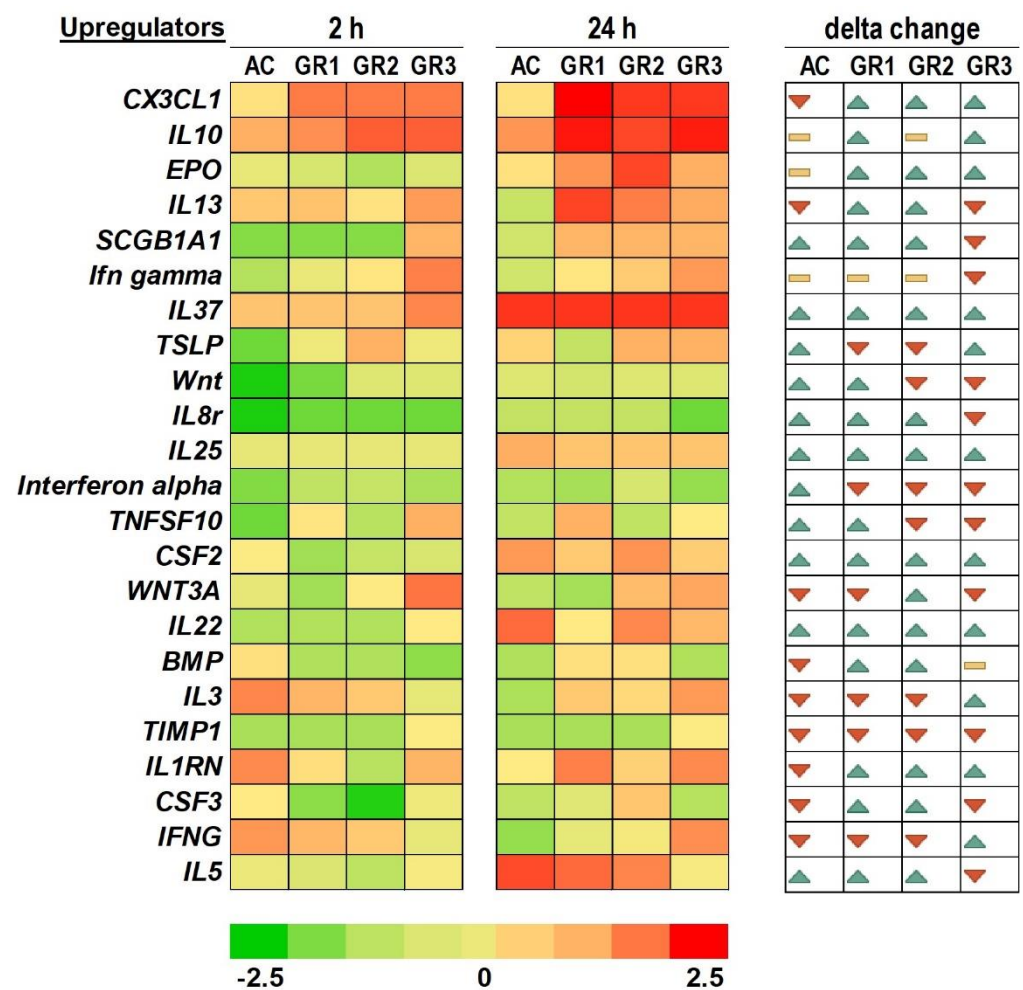 Upregulators 2 h 24 h delta change
AC GR1 GR2 GR3 AC GR1 GR2 GR3 AC GR1 GR2 GR3
CX3CL1
IL10
EPO
IL13
SCGB1A1
Ifn gamma
IL37
TSLP
Wnt
IL8r
IL25
Interferon alpha
TNFSF10
CSF2
WNT3A
IL22
BMP
IL3
TIMP1
IL1RN
CSF3
IFNG
IL5
-2.5 0 2.5